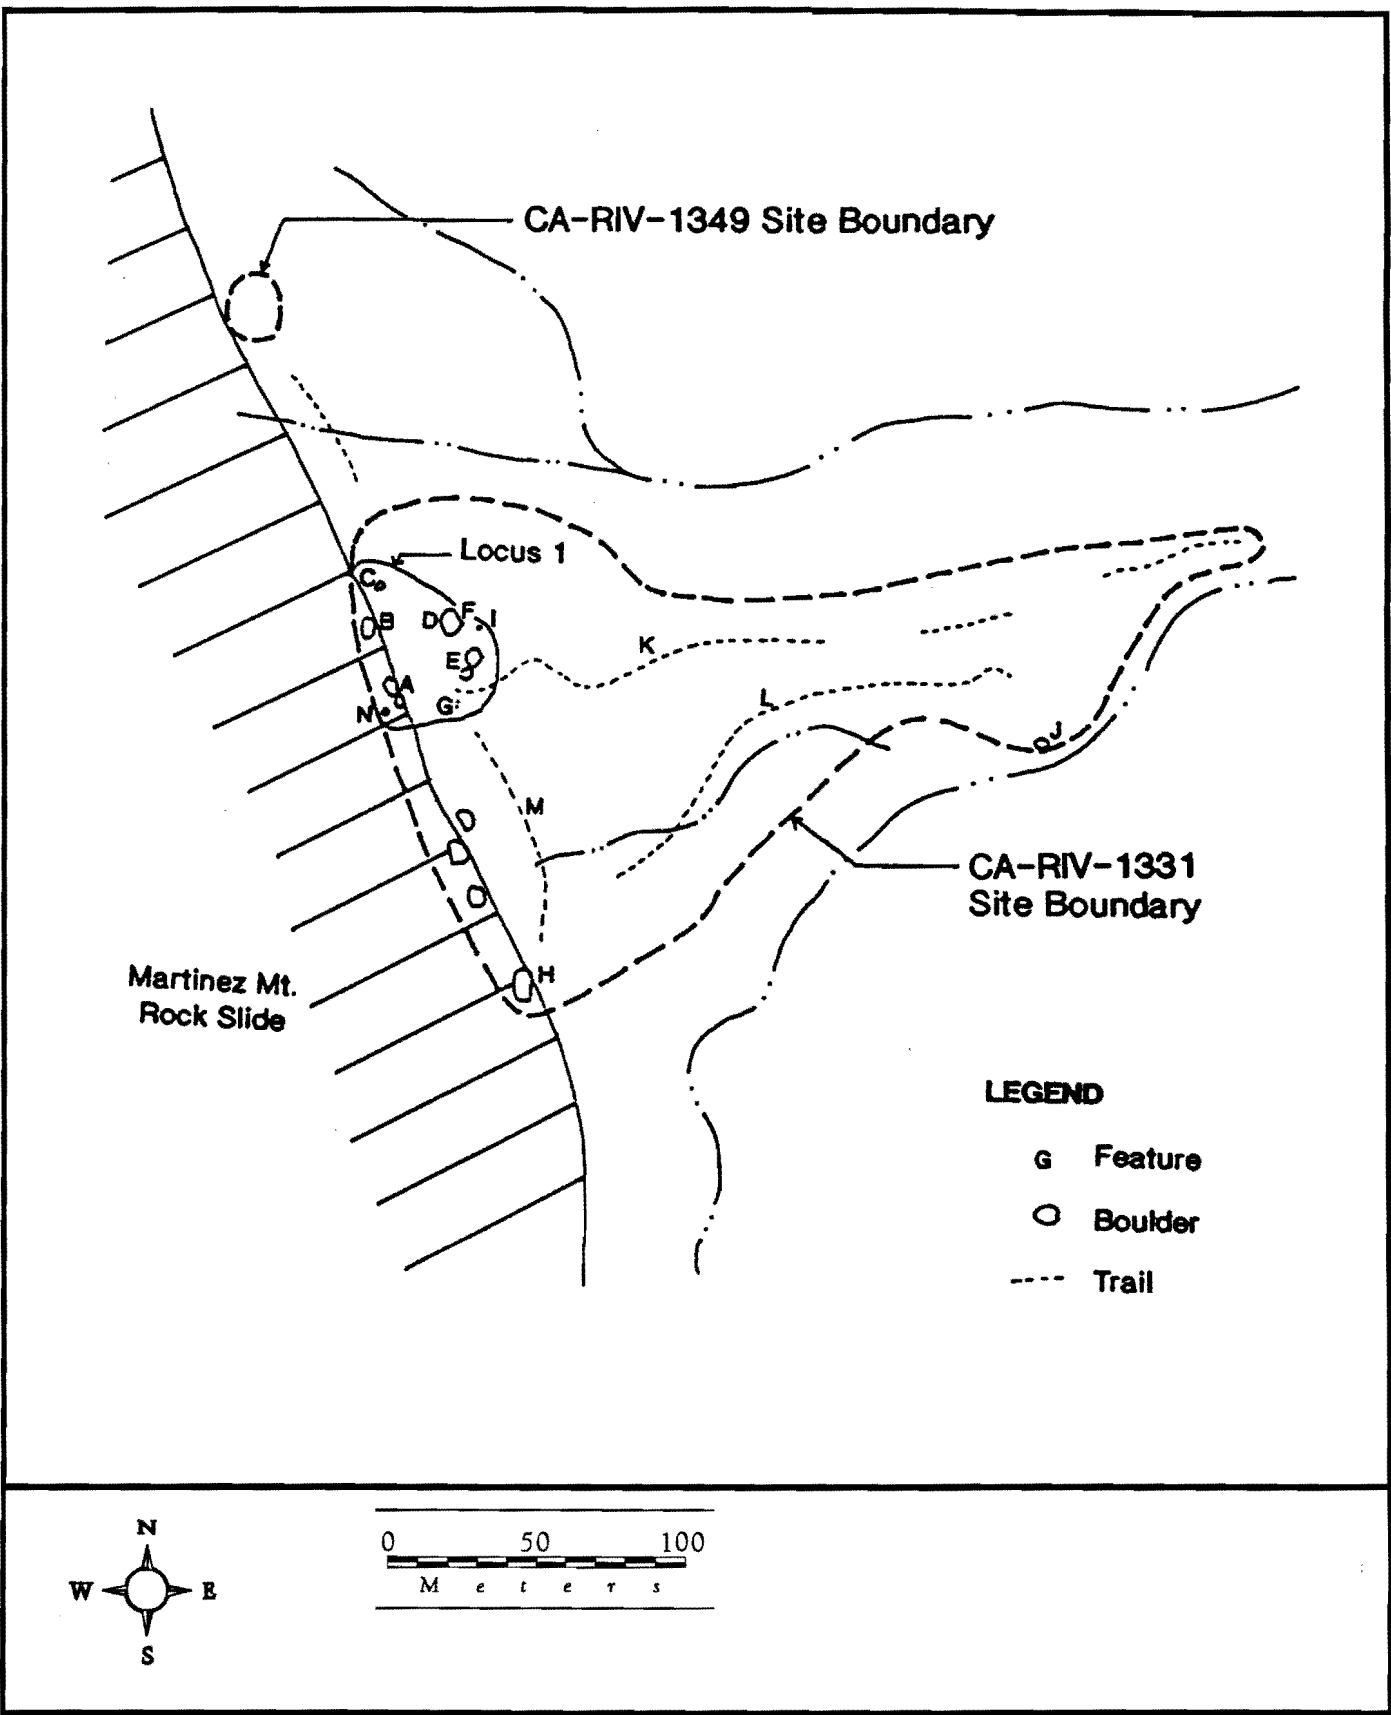 CA-RIV-1349 Site Boundary
Locus 1
C
B
D
F
I
E
K
A
G
N
L
J
M
CA-RIV-1331
Site Boundary
H
Martinez Mt.
Rock Slide
LEGEND
G Feature
Boulder
Trail
N
W E
S
0 50 100
Meters